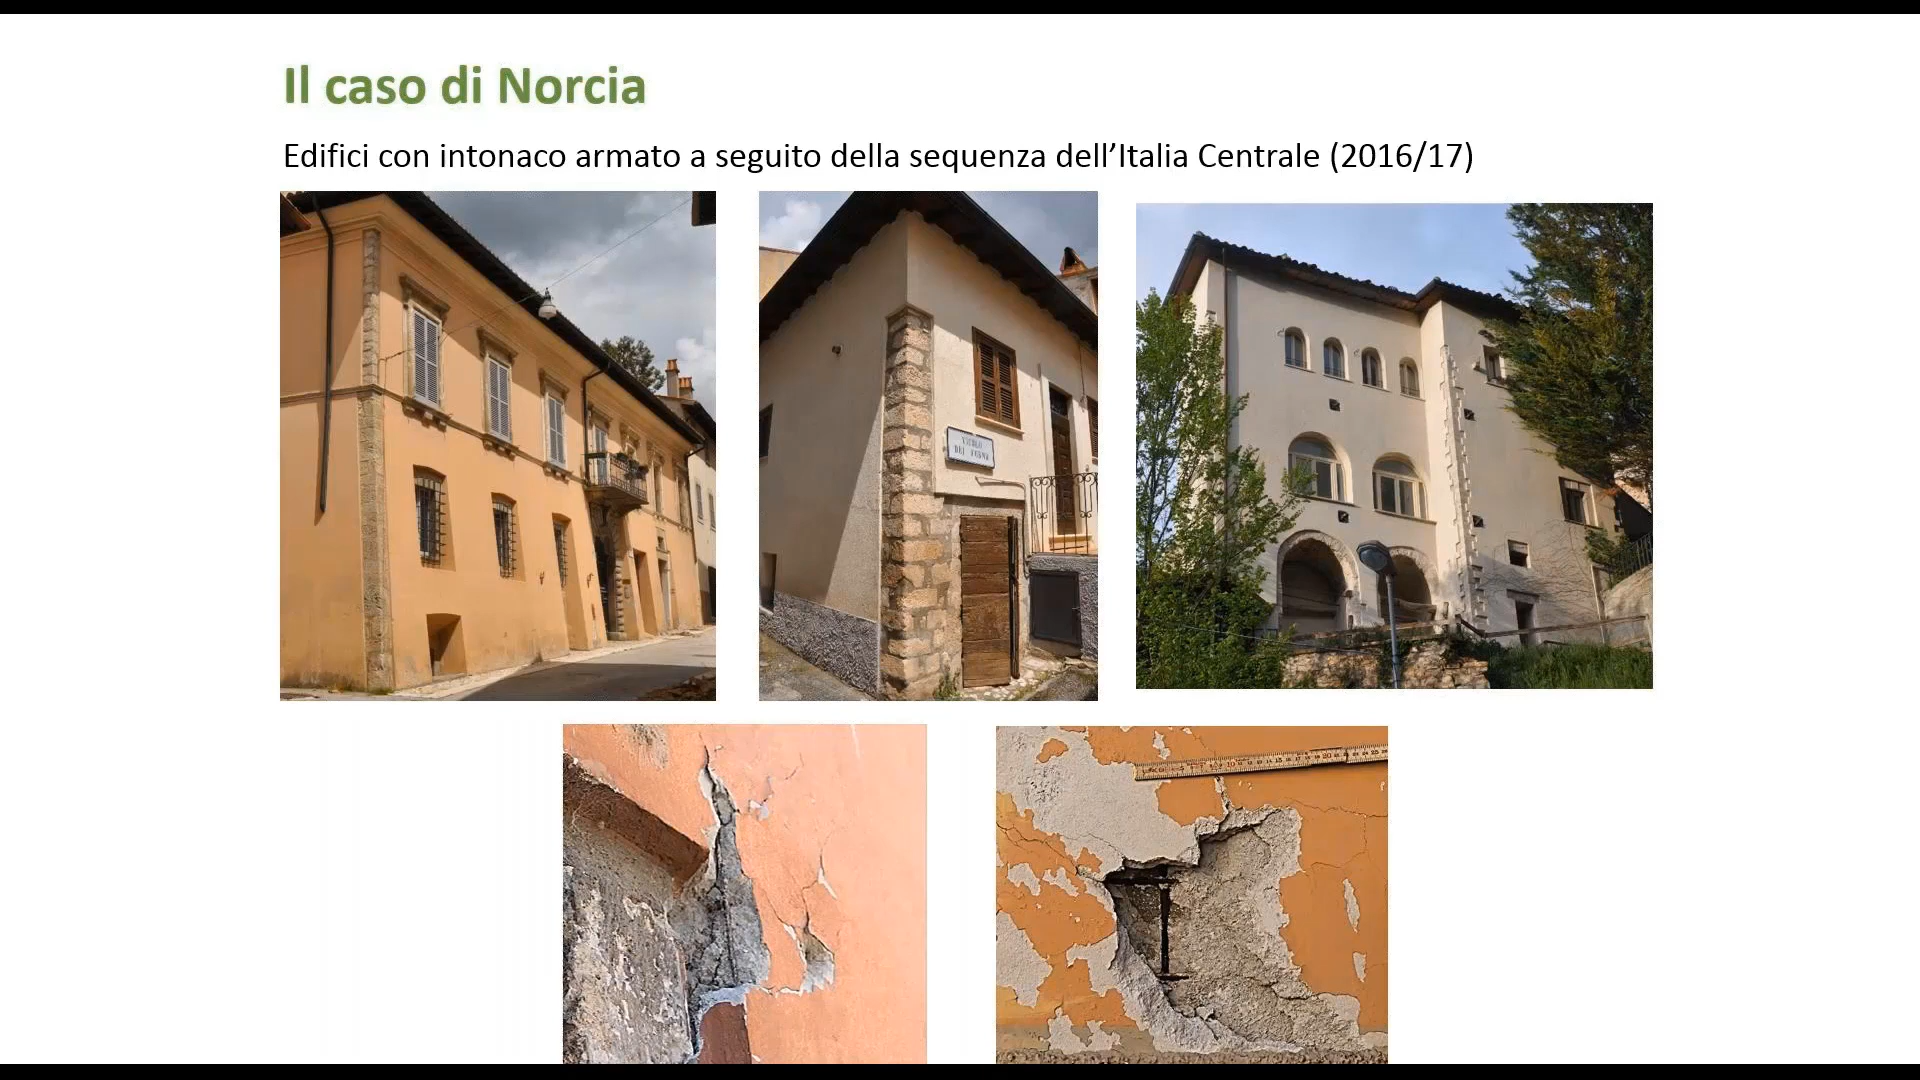 Il caso di Norcia
Edifici con intonaco armato a seguito della sequenza dell’Italia Centrale (2016/17)